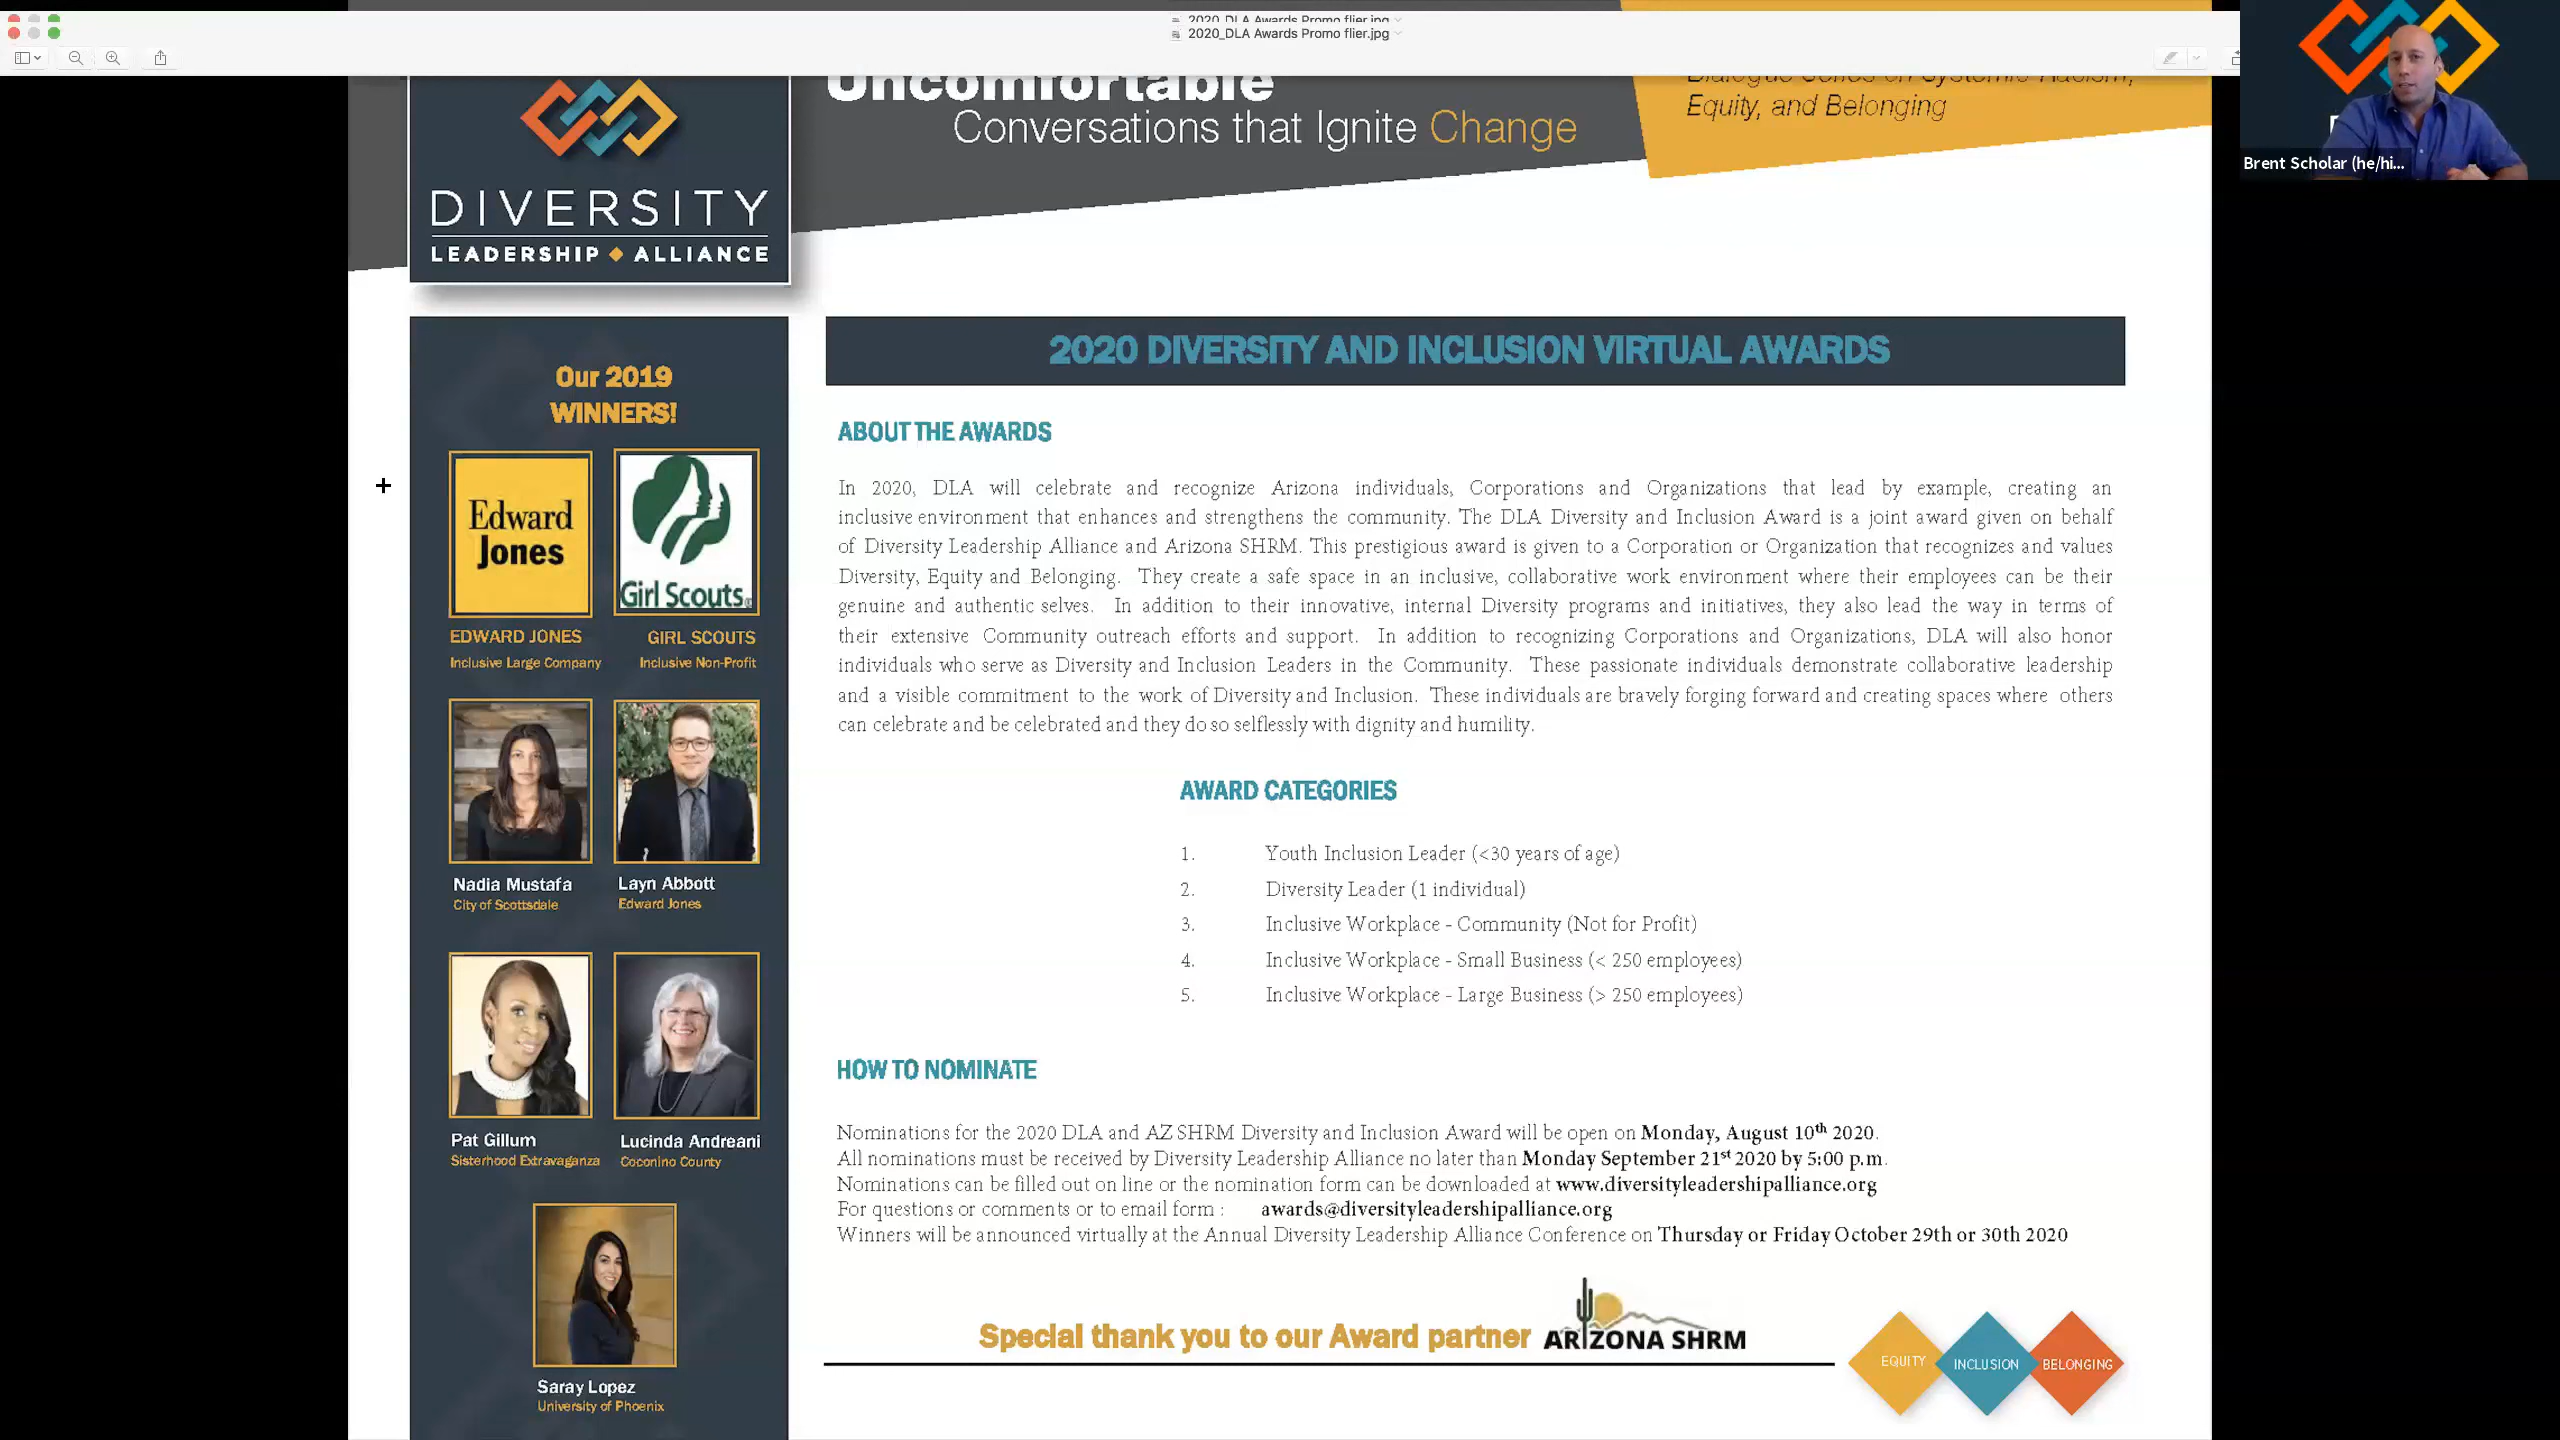 2020_DLA Awards Promo flier.jpg
2020_DLA Awards Promo flier.jpg
Uncomfortable
Conversations that Ignite Change
Dialogue Series on Systemic Racism,
Equity, and Belonging
Brent Scholar (he/hi...
DIVERSITY
LEADERSHIP ◆ ALLIANCE
Our 2019
WINNERS!
Edward
Jones
Girl Scouts
EDWARD JONES
Inclusive Large Company
GIRL SCOUTS
Inclusive Non-Profit
Nadia Mustafa
City of Scottsdale
Layn Abbott
Edward Jones
Pat Gillum
Sisterhood Extravaganza
Lucinda Andreani
Coconino County
Saray Lopez
University of Phoenix
2020 DIVERSITY AND INCLUSION VIRTUAL AWARDS
ABOUT THE AWARDS
In 2020, DLA will celebrate and recognize Arizona individuals, Corporations and Organizations that lead by example, creating an
inclusive environment that enhances and strengthens the community. The DLA Diversity and Inclusion Award is a joint award given on behalf
of Diversity Leadership Alliance and Arizona SHRM. This prestigious award is given to a Corporation or Organization that recognizes and values
Diversity, Equity and Belonging. They create a safe space in an inclusive, collaborative work environment where their employees can be their
genuine and authentic selves. In addition to their innovative, internal Diversity programs and initiatives, they also lead the way in terms of
their extensive Community outreach efforts and support. In addition to recognizing Corporations and Organizations, DLA will also honor
individuals who serve as Diversity and Inclusion Leaders in the Community. These passionate individuals demonstrate collaborative leadership
and a visible commitment to the work of Diversity and Inclusion. These individuals are bravely forging forward and creating spaces where others
can celebrate and be celebrated and they do so selflessly with dignity and humility.
AWARD CATEGORIES
1. Youth Inclusion Leader (<30 years of age)
2. Diversity Leader (1 individual)
3. Inclusive Workplace - Community (Not for Profit)
4. Inclusive Workplace - Small Business (< 250 employees)
5. Inclusive Workplace - Large Business (> 250 employees)
HOW TO NOMINATE
Nominations for the 2020 DLA and AZ SHRM Diversity and Inclusion Award will be open on Monday, August 10th 2020.
All nominations must be received by Diversity Leadership Alliance no later than Monday September 21st 2020 by 5:00 p.m.
Nominations can be filled out on line or the nomination form can be downloaded at www.diversityleadershipalliance.org
For questions or comments or to email form : awards@diversityleadershipalliance.org
Winners will be announced virtually at the Annual Diversity Leadership Alliance Conference on Thursday or Friday October 29th or 30th 2020
Special thank you to our Award partner
ARIZONA SHRM
EQUITY
INCLUSION
BELONGING